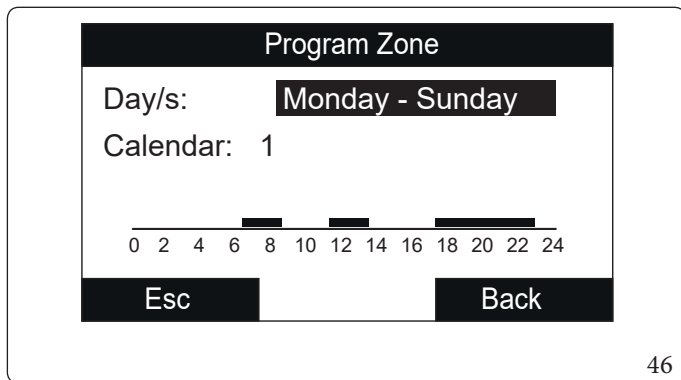 Program Zone
Day/s: Monday - Sunday
Calendar: 1
0 2 4 6 8 10 12 14 16 18 20 22 24
Esc Back
46